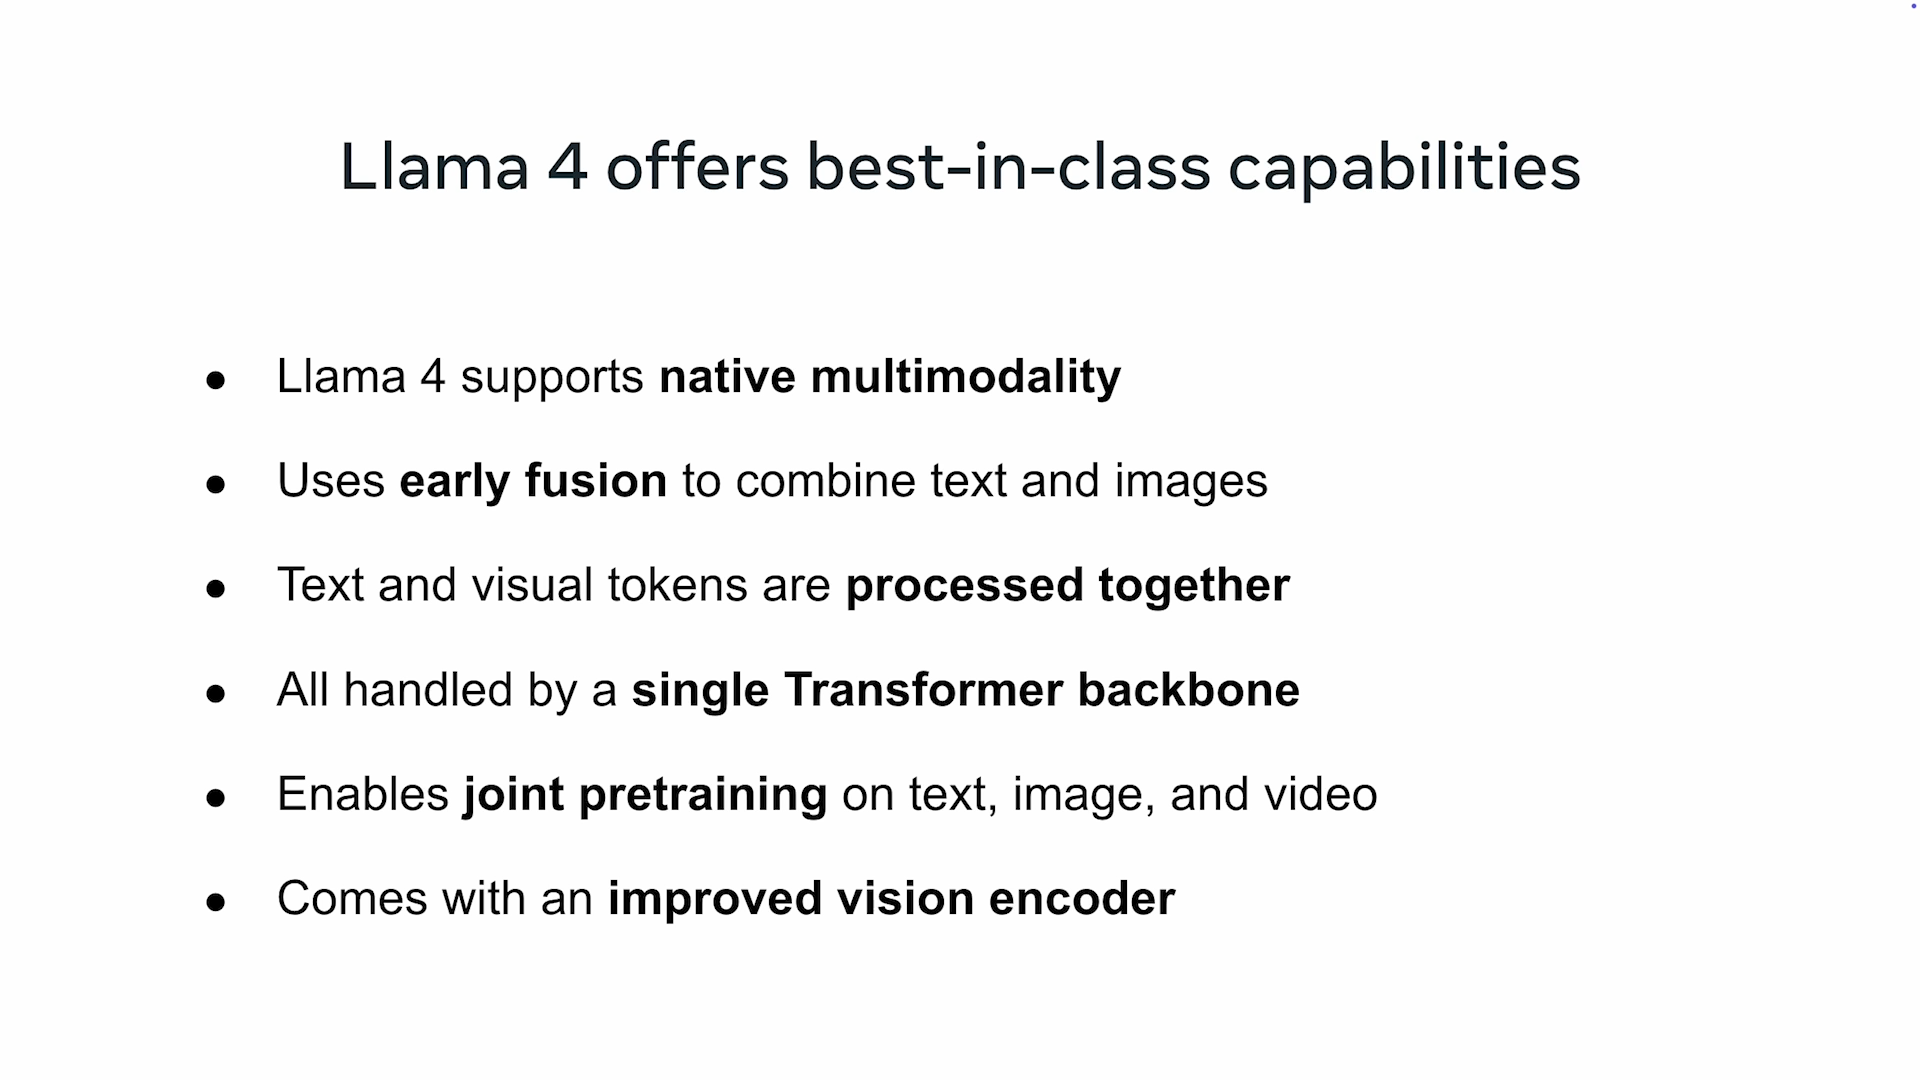 Llama 4 offers best-in-class capabilities
● Llama 4 supports native multimodality
● Uses early fusion to combine text and images
● Text and visual tokens are processed together
● All handled by a single Transformer backbone
● Enables joint pretraining on text, image, and video
● Comes with an improved vision encoder